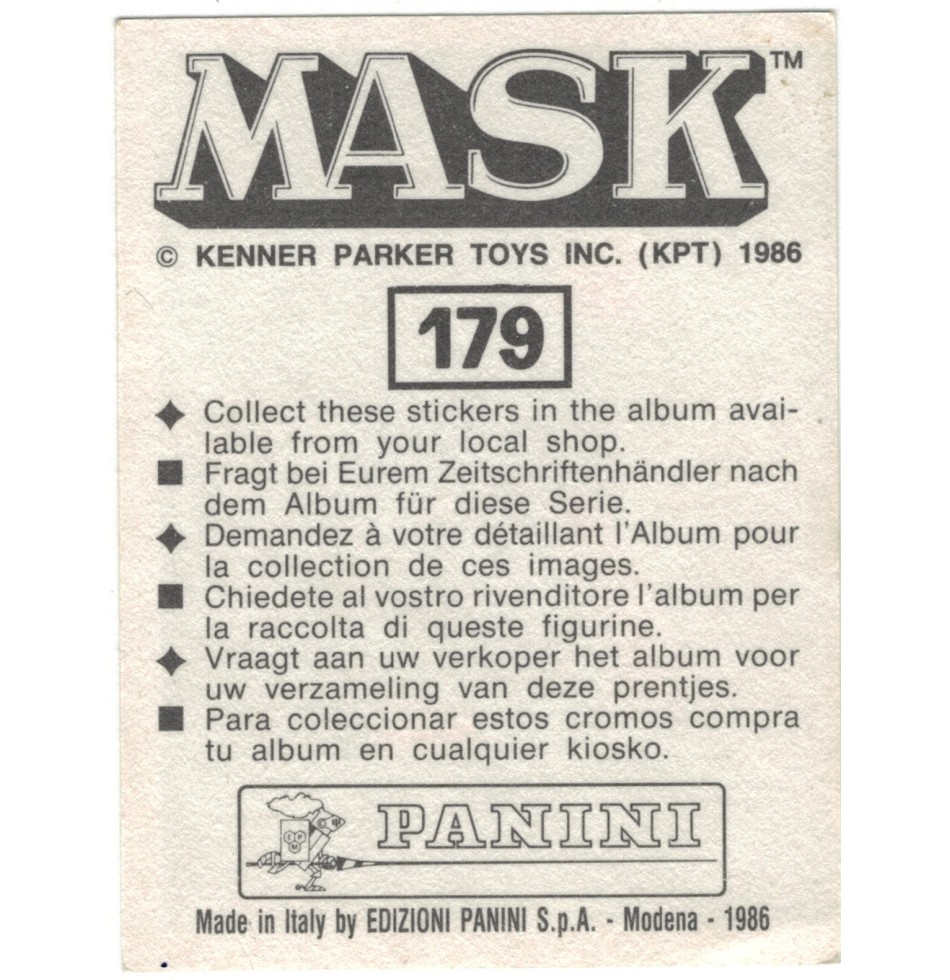 MASK™
© KENNER PARKER TOYS INC. (KPT) 1986
179
Collect these stickers in the album avai-
lable from your local shop.
Fragt bei Eurem Zeitschriftenhändler nach
dem Album für diese Serie.
Demandez à votre détaillant l'Album pour
la collection de ces images.
Chiedete al vostro rivenditore l'album per
la raccolta di queste figurine.
Vraagt aan uw verkoper het album voor
uw verzameling van deze prentjes.
Para coleccionar estos cromos compra
tu album en cualquier kiosko.
PANINI
Made in Italy by EDIZIONI PANINI S.p.A. - Modena - 1986